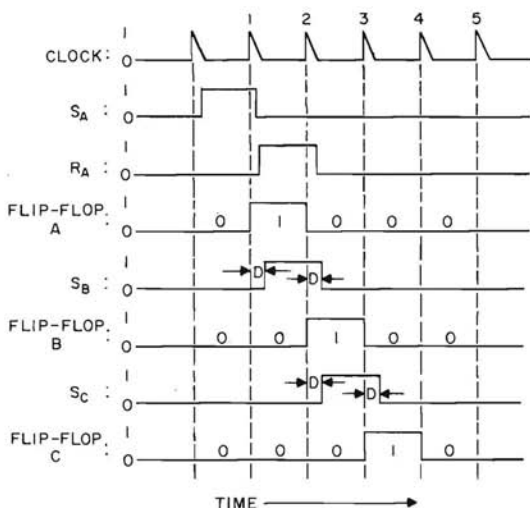 1 2 3 4 5
1
CLOCK:
0
1
SA:
0
1
RA:
0
FLIP-FLOP 1
A : 0
0 1 0 0 0
1
SB:
0
D D
FLIP-FLOP 1
B : 0
0 0 1 0 0
1
SC:
0
D D
FLIP-FLOP 1
C : 0
0 0 0 1 0
TIME